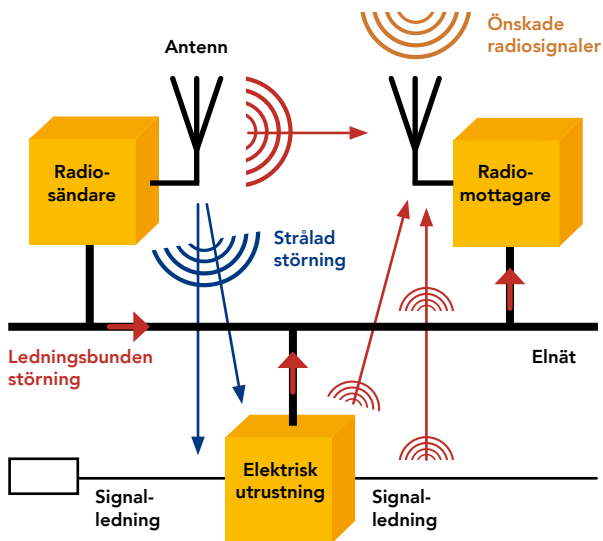 Önskade
radiosignaler
Antenn
Radio-
sändare
Radio-
mottagare
Strålad
störning
Ledningsbunden
störning
Elnät
Elektrisk
utrustning
Signal-
ledning
Signal-
ledning